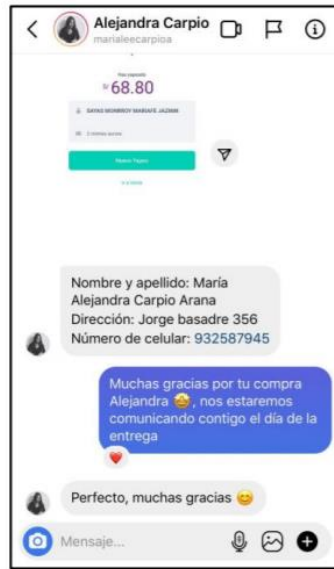 Alejandra Carpio
marialeecarpioa
S/ 68.80
Nombre y apellido: María
Alejandra Carpio Arana
Dirección: Jorge basadre 356
Número de celular: 932587945
Muchas gracias por tu compra
Alejandra 🤩, nos estaremos
comunicando contigo el día de la
entrega
Perfecto, muchas gracias 😊
Mensaje...